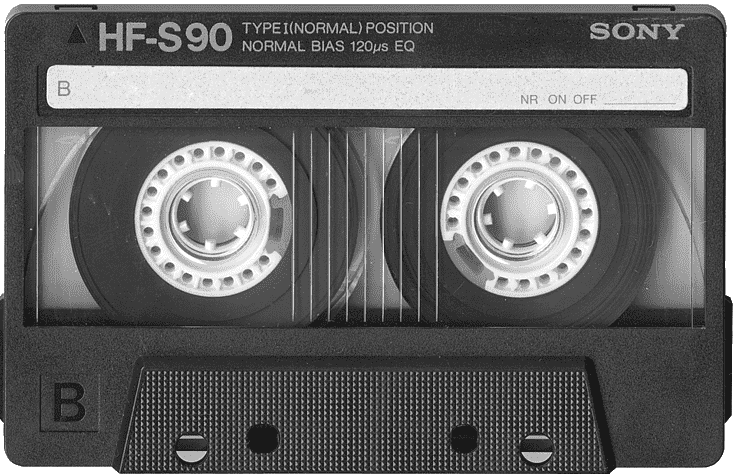 HF-S90 TYPE I (NORMAL) POSITION SONY
NORMAL BIAS 120µs EQ
B
NR ON OFF
B